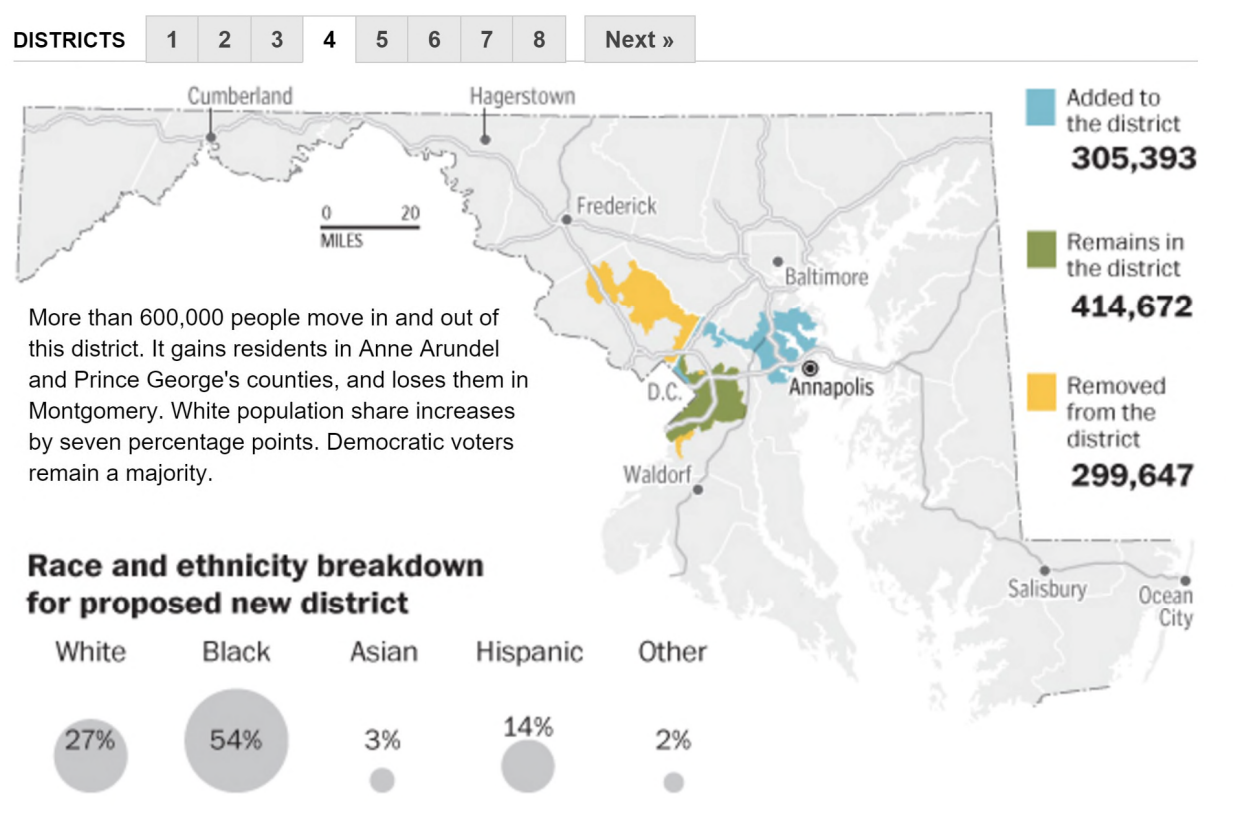 DISTRICTS 1 2 3 4 5 6 7 8 Next »
Cumberland
Hagerstown
Frederick
0 20
MILES
Baltimore
D.C.
Annapolis
Waldorf
Salisbury
Ocean
City
Added to
the district
305,393
Remains in
the district
414,672
Removed
from the
district
299,647
More than 600,000 people move in and out of
this district. It gains residents in Anne Arundel
and Prince George's counties, and loses them in
Montgomery. White population share increases
by seven percentage points. Democratic voters
remain a majority.
Race and ethnicity breakdown
for proposed new district
White Black Asian Hispanic Other
27% 54% 3% 14% 2%